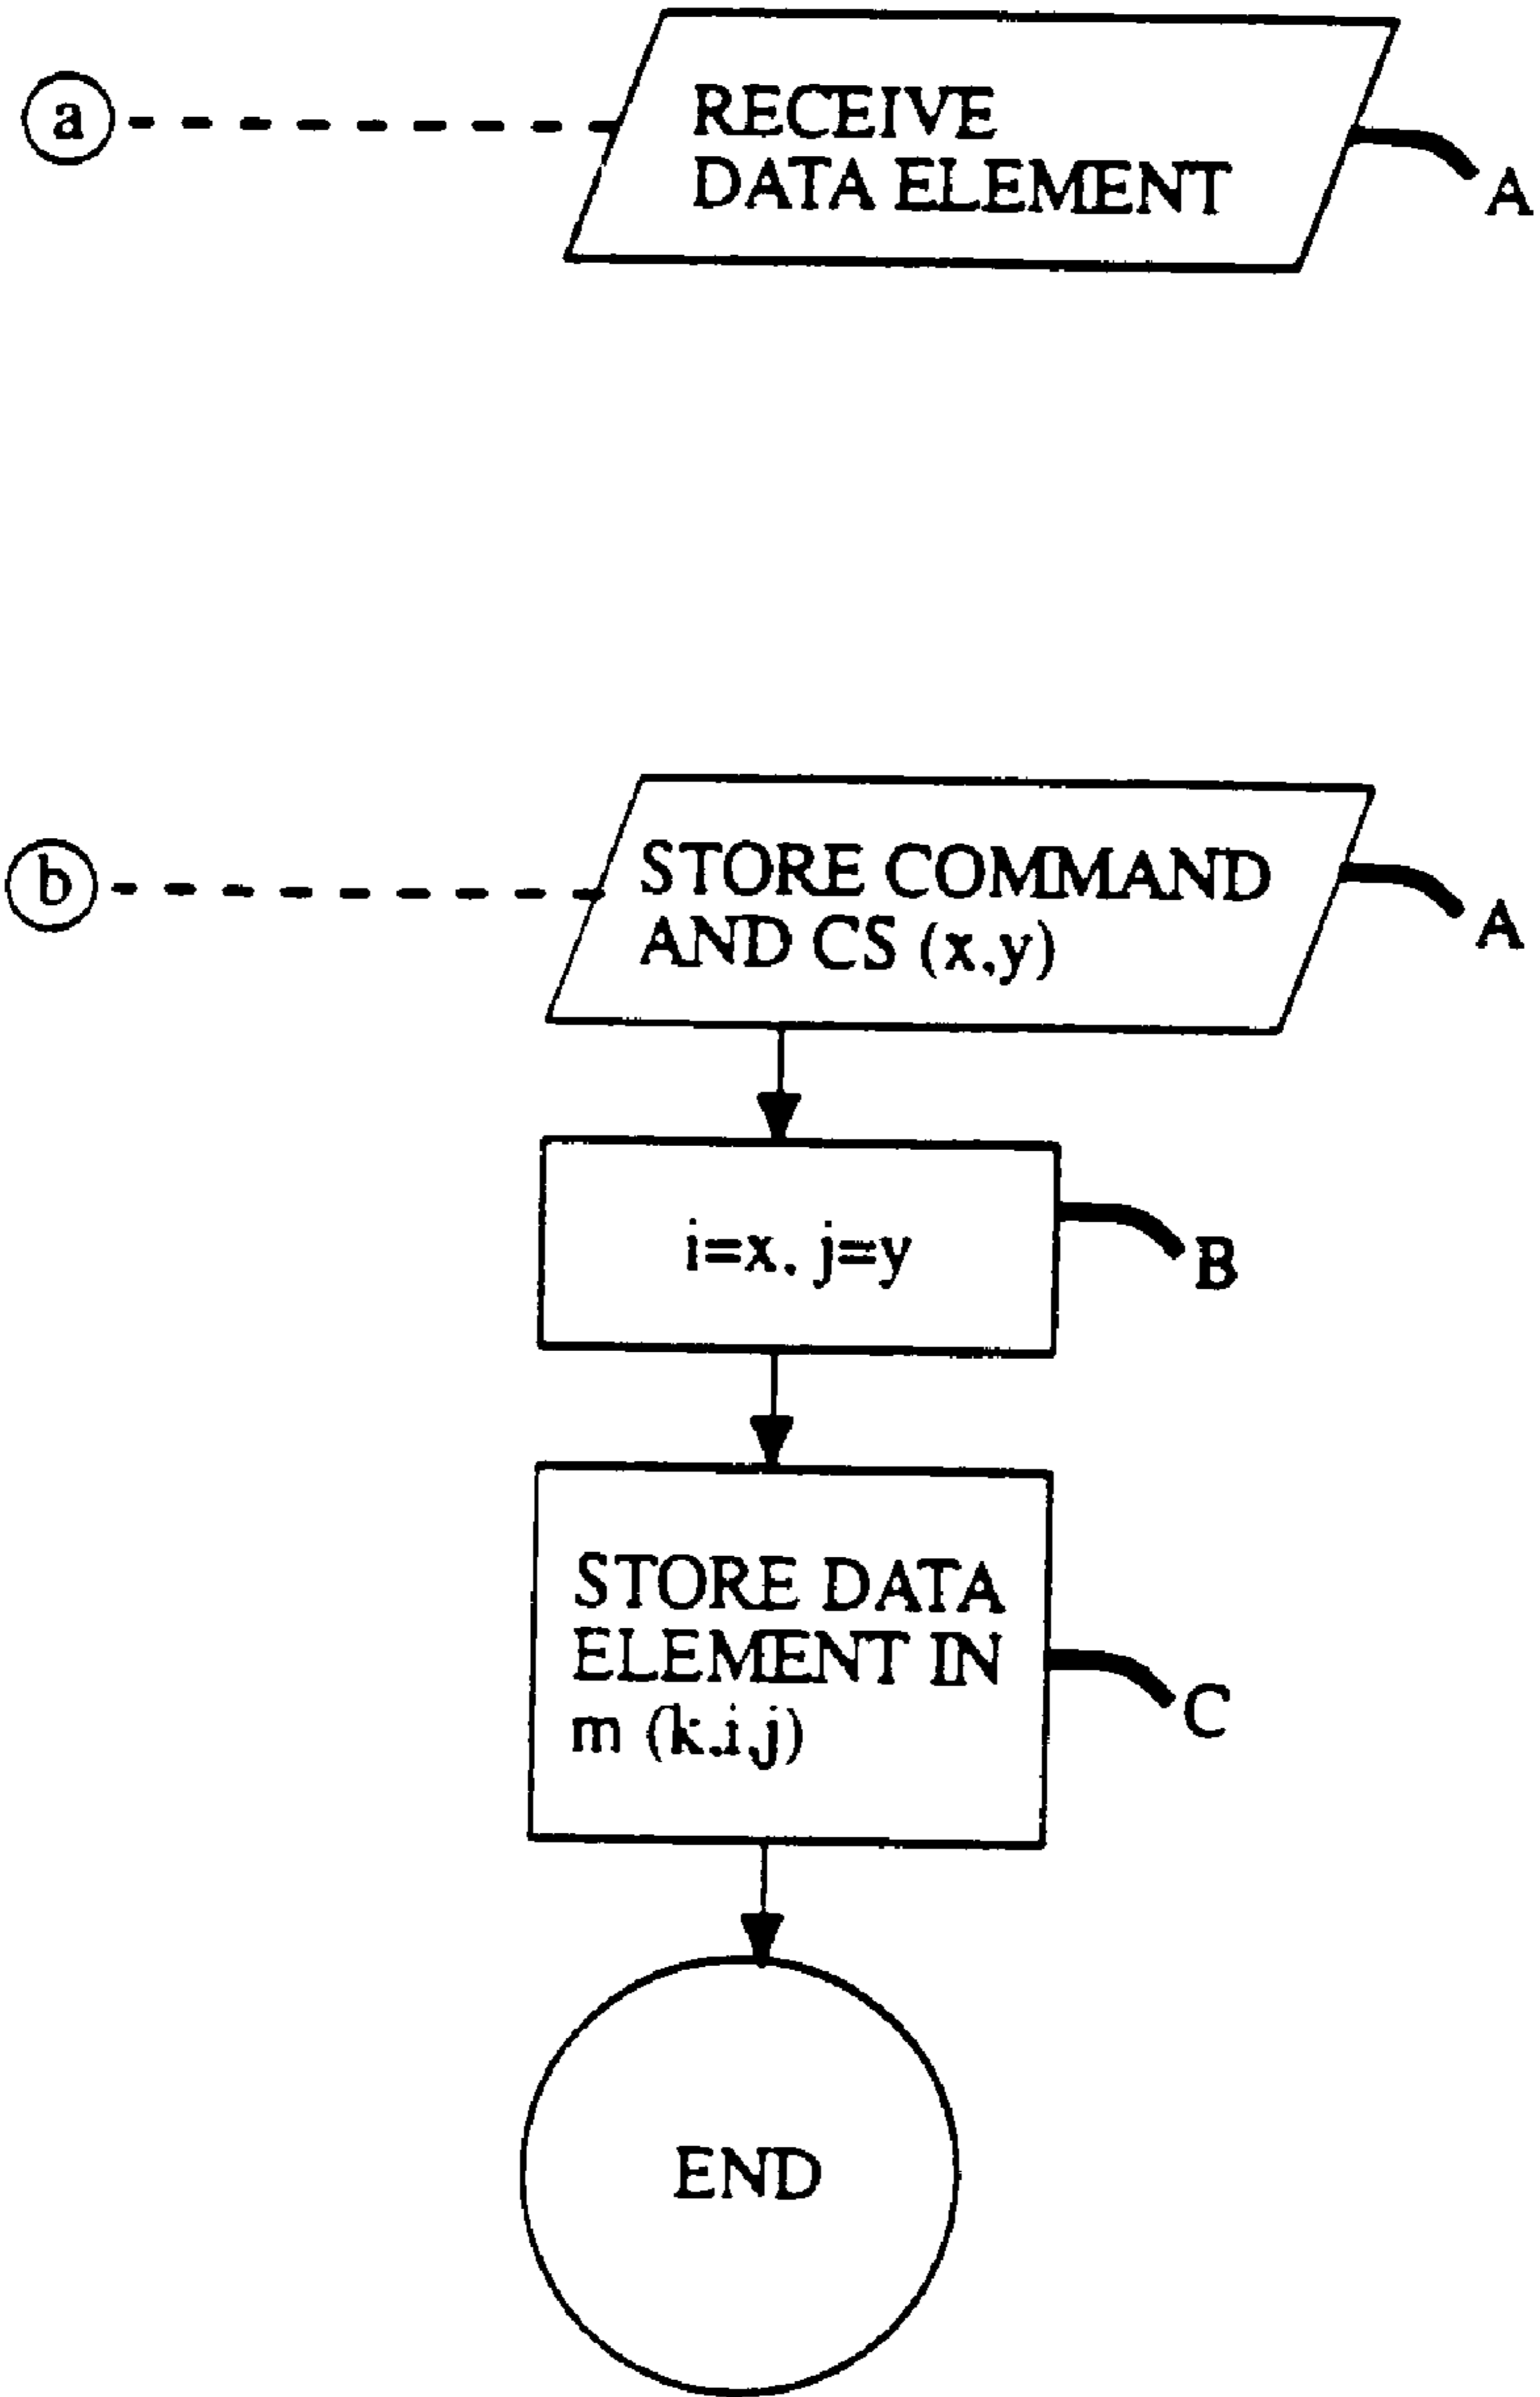 a
RECEIVE
DATA ELEMENT
A
b
STORE COMMAND
AND CS (x,y)
A
i=x, j=y
B
STORE DATA
ELEMENT IN
m (k,i,j)
C
END